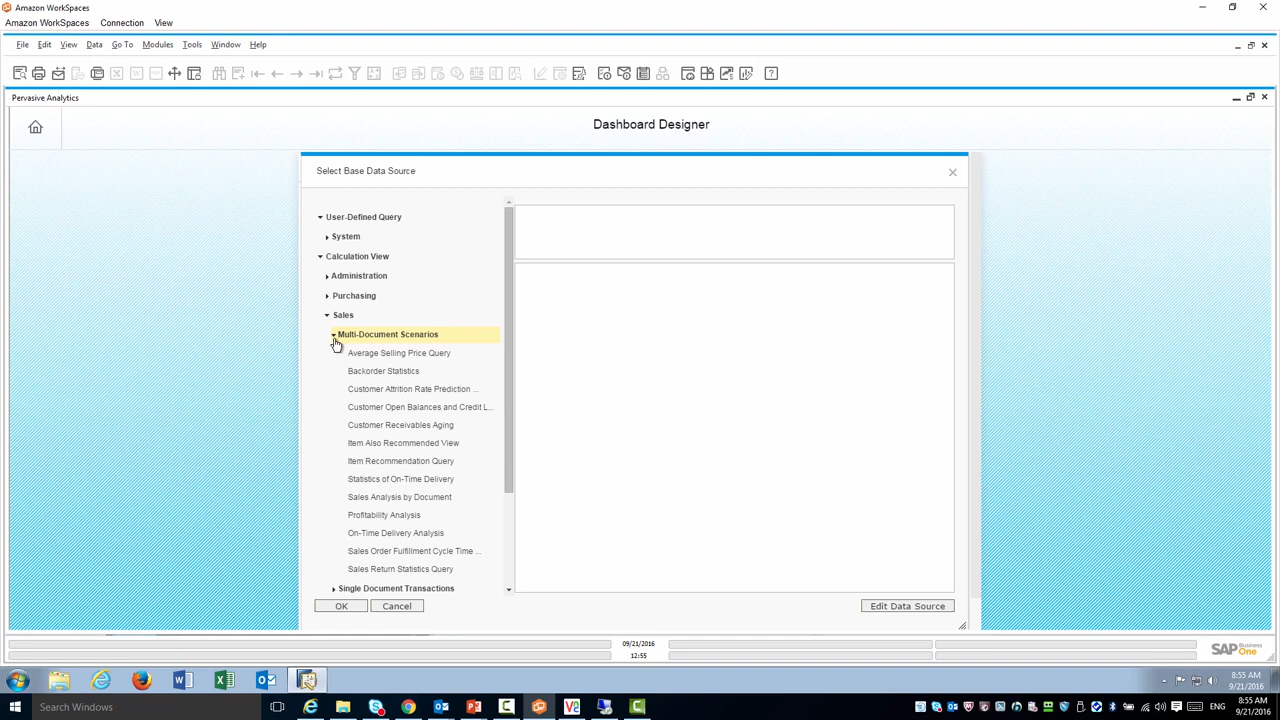 Amazon WorkSpaces
Amazon WorkSpaces Connection View
File Edit View Data Go To Modules Tools Window Help
Pervasive Analytics
Dashboard Designer
Select Base Data Source
User-Defined Query
System
Calculation View
Administration
Purchasing
Sales
Multi-Document Scenarios
Average Selling Price Query
Backorder Statistics
Customer Attrition Rate Prediction ...
Customer Open Balances and Credit L...
Customer Receivables Aging
Item Also Recommended View
Item Recommendation Query
Statistics of On-Time Delivery
Sales Analysis by Document
Profitability Analysis
On-Time Delivery Analysis
Sales Order Fulfillment Cycle Time ...
Sales Return Statistics Query
Single Document Transactions
OK Cancel Edit Data Source
09/21/2016
12:55
SAP Business One
8:55 AM
9/21/2016
Search Windows
ENG
8:55 AM
9/21/2016